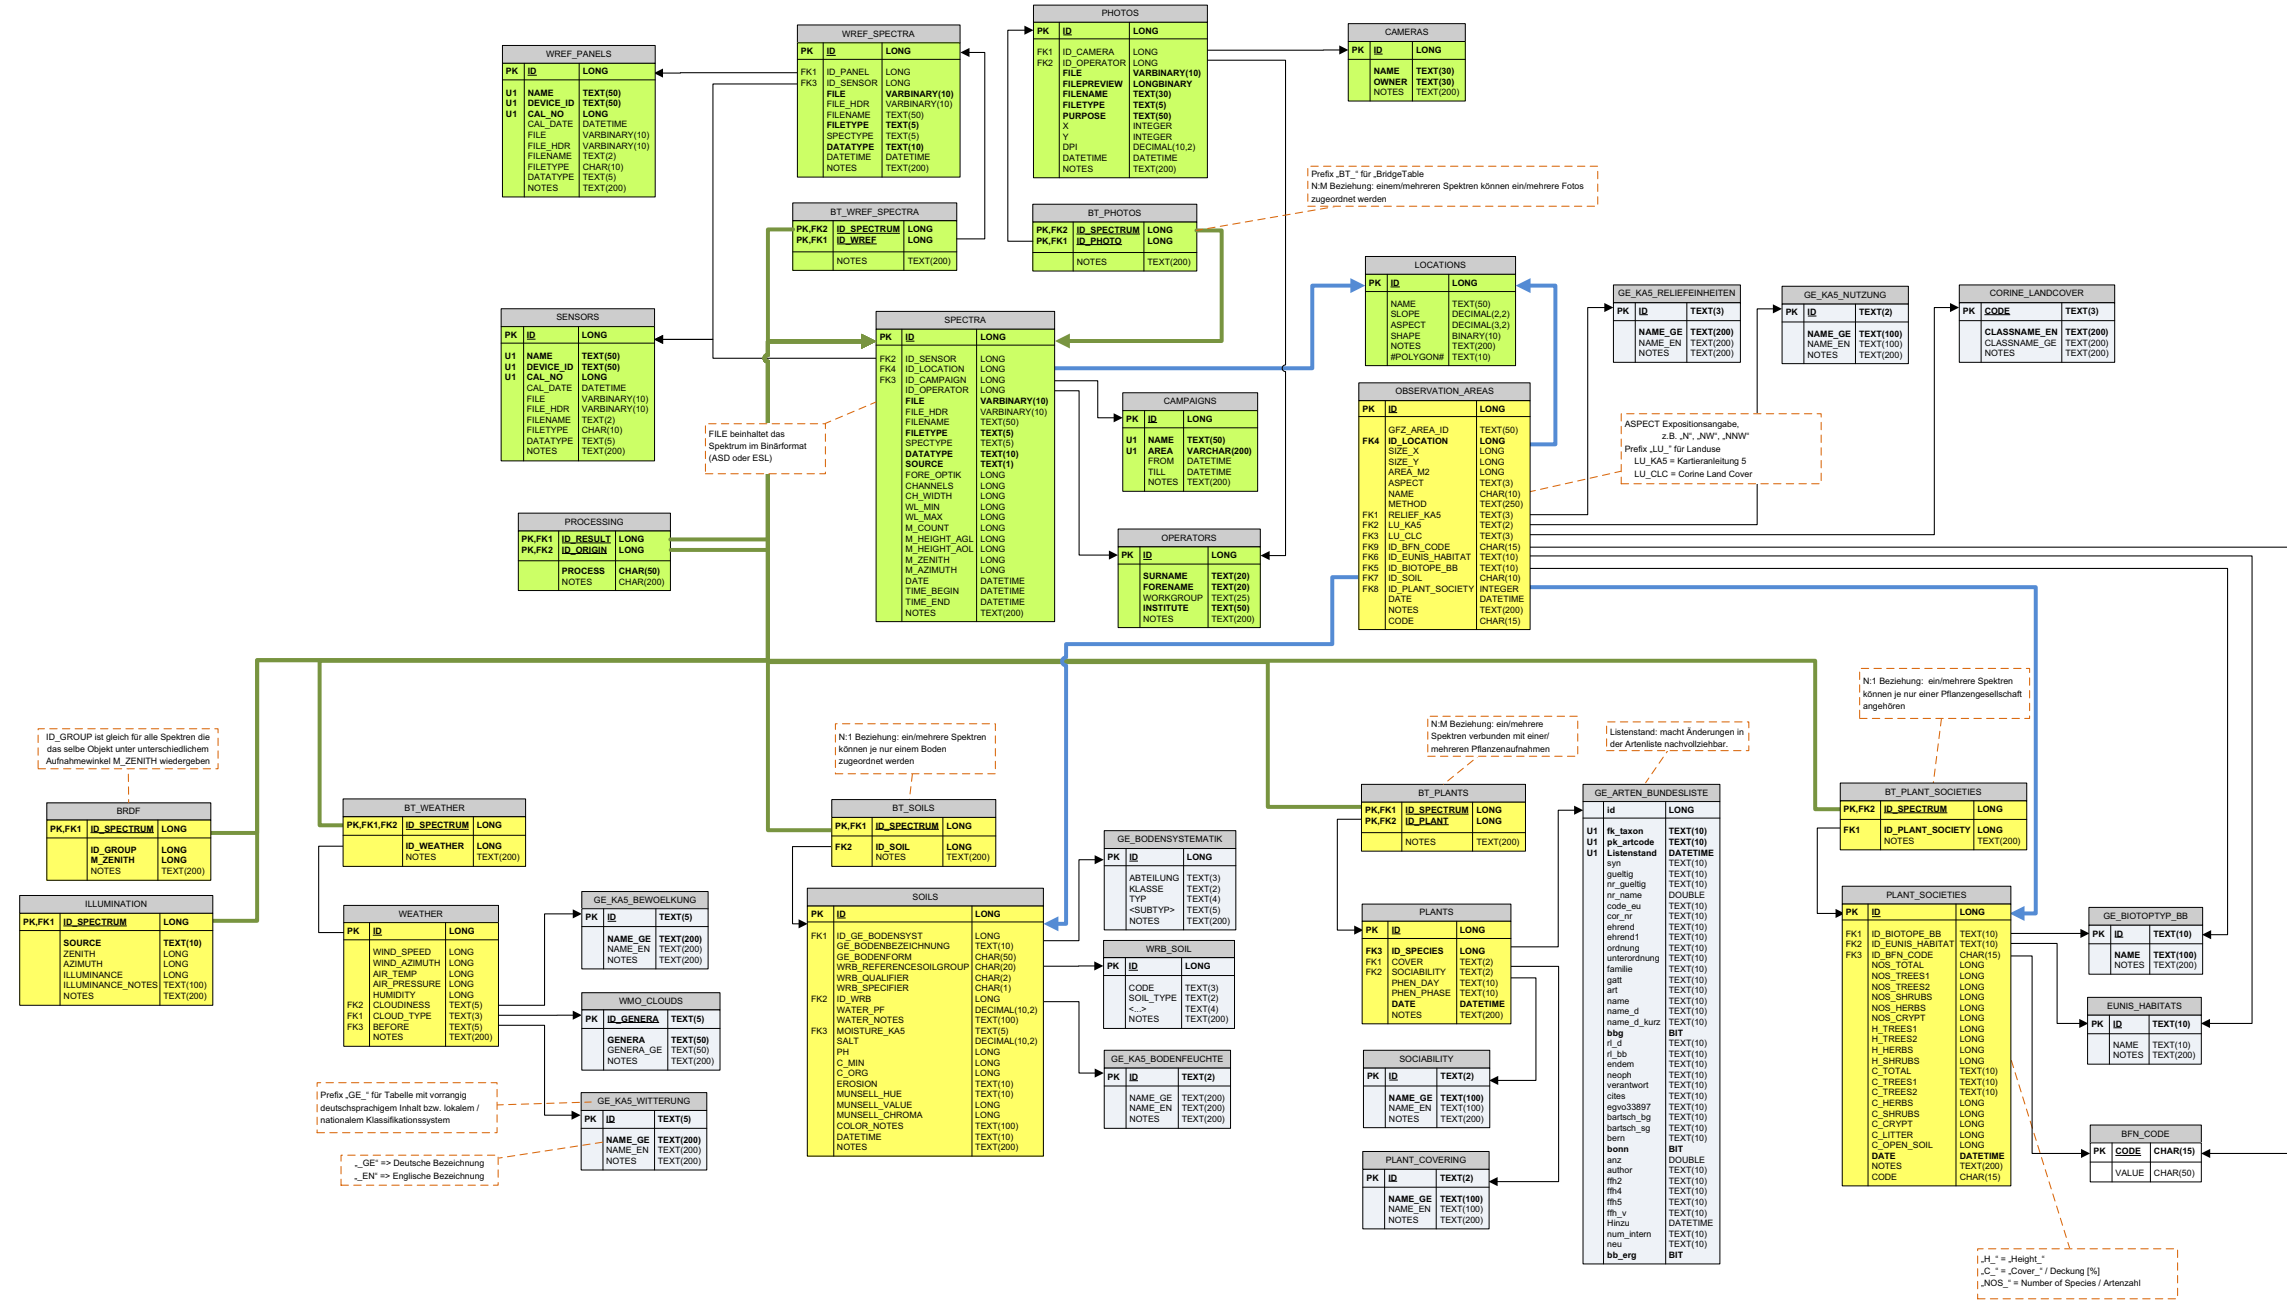 WREF_PANELS
PK ID LONG
U1 NAME TEXT(50)
U1 DEVICE_ID TEXT(50)
U1 CAL_NO LONG
CAL_DATE DATETIME
FILE VARBINARY(10)
FILE_HDR VARBINARY(10)
FILENAME TEXT(2)
FILETYPE CHAR(10)
DATATYPE TEXT(5)
NOTES TEXT(200)
WREF_SPECTRA
PK ID LONG
FK1 ID_PANEL LONG
FK3 ID_SENSOR LONG
FILE VARBINARY(10)
FILE_HDR VARBINARY(10)
FILENAME TEXT(50)
FILETYPE TEXT(5)
SPECTYPE TEXT(5)
DATATYPE TEXT(10)
DATETIME DATETIME
NOTES TEXT(200)
PHOTOS
PK ID LONG
FK1 ID_CAMERA LONG
FK2 ID_OPERATOR LONG
FILE VARBINARY(10)
FILEPREVIEW LONGBINARY
FILENAME TEXT(30)
FILETYPE TEXT(5)
PURPOSE TEXT(50)
X INTEGER
Y INTEGER
DPI DECIMAL(10,2)
DATETIME DATETIME
NOTES TEXT(200)
CAMERAS
PK ID LONG
NAME TEXT(30)
OWNER TEXT(30)
NOTES TEXT(200)
Prefix „BT_“ für „BridgeTable
N:M Beziehung: einem/mehreren Spektren können ein/mehrere Fotos
zugeordnet werden
BT_WREF_SPECTRA
PK,FK2 ID_SPECTRUM LONG
PK,FK1 ID_WREF LONG
NOTES TEXT(200)
BT_PHOTOS
PK,FK2 ID_SPECTRUM LONG
PK,FK1 ID_PHOTO LONG
NOTES TEXT(200)
LOCATIONS
PK ID LONG
NAME TEXT(50)
SLOPE DECIMAL(2,2)
ASPECT DECIMAL(3,2)
SHAPE BINARY(10)
NOTES TEXT(200)
#POLYGON# TEXT(10)
GE_KA5_RELIEFEINHEITEN
PK ID TEXT(3)
NAME_GE TEXT(200)
NAME_EN TEXT(200)
NOTES TEXT(200)
GE_KA5_NUTZUNG
PK ID TEXT(2)
NAME_GE TEXT(100)
NAME_EN TEXT(100)
NOTES TEXT(200)
CORINE_LANDCOVER
PK CODE TEXT(3)
CLASSNAME_EN TEXT(200)
CLASSNAME_GE TEXT(200)
NOTES TEXT(200)
SENSORS
PK ID LONG
U1 NAME TEXT(50)
U1 DEVICE_ID TEXT(50)
U1 CAL_NO LONG
CAL_DATE DATETIME
FILE VARBINARY(10)
FILE_HDR VARBINARY(10)
FILENAME TEXT(2)
FILETYPE CHAR(10)
DATATYPE TEXT(5)
NOTES TEXT(200)
SPECTRA
PK ID LONG
FK2 ID_SENSOR LONG
FK4 ID_LOCATION LONG
FK3 ID_CAMPAIGN LONG
ID_OPERATOR LONG
FILE VARBINARY(10)
FILE_HDR VARBINARY(10)
FILENAME TEXT(50)
FILETYPE TEXT(5)
SPECTYPE TEXT(5)
DATATYPE TEXT(10)
SOURCE TEXT(1)
FORE_OPTIK LONG
CHANNELS LONG
CH_WIDTH LONG
WL_MIN LONG
WL_MAX LONG
M_COUNT LONG
M_HEIGHT_AGL LONG
M_HEIGHT_AOL LONG
M_ZENITH LONG
M_AZIMUTH LONG
DATE DATETIME
TIME_BEGIN DATETIME
TIME_END DATETIME
NOTES TEXT(200)
FILE beinhaltet das
Spektrum im Binärformat
(ASD oder ESL)
CAMPAIGNS
PK ID LONG
U1 NAME TEXT(50)
U1 AREA VARCHAR(200)
FROM DATETIME
TILL DATETIME
NOTES TEXT(200)
OBSERVATION_AREAS
PK ID LONG
GFZ_AREA_ID TEXT(50)
FK4 ID_LOCATION LONG
SIZE_X LONG
SIZE_Y LONG
AREA_M2 LONG
ASPECT TEXT(3)
NAME CHAR(10)
METHOD TEXT(250)
FK1 RELIEF_KA5 TEXT(3)
FK2 LU_KA5 TEXT(2)
FK3 LU_CLC TEXT(3)
FK9 ID_BFN_CODE CHAR(15)
FK6 ID_EUNIS_HABITAT TEXT(10)
FK5 ID_BIOTOPE_BB TEXT(10)
FK7 ID_SOIL CHAR(10)
FK8 ID_PLANT_SOCIETY INTEGER
DATE DATETIME
NOTES TEXT(200)
CODE CHAR(15)
ASPECT Expositionsangabe,
z.B. „N“, „NW“, „NNW“
Prefix „LU_“ für Landuse
LU_KA5 = Kartieranleitung 5
LU_CLC = Corine Land Cover
PROCESSING
PK,FK1 ID_RESULT LONG
PK,FK2 ID_ORIGIN LONG
PROCESS CHAR(50)
NOTES CHAR(200)
OPERATORS
PK ID LONG
SURNAME TEXT(20)
FORENAME TEXT(20)
WORKGROUP TEXT(25)
INSTITUTE TEXT(50)
NOTES TEXT(200)
ID_GROUP ist gleich für alle Spektren die
das selbe Objekt unter unterschiedlichem
Aufnahmewinkel M_ZENITH wiedergeben
BRDF
PK,FK1 ID_SPECTRUM LONG
ID_GROUP LONG
M_ZENITH LONG
NOTES TEXT(200)
ILLUMINATION
PK,FK1 ID_SPECTRUM LONG
SOURCE TEXT(10)
ZENITH LONG
AZIMUTH LONG
ILLUMINANCE LONG
ILLUMINANCE_NOTES TEXT(100)
NOTES TEXT(200)
BT_WEATHER
PK,FK1,FK2 ID_SPECTRUM LONG
ID_WEATHER LONG
NOTES TEXT(200)
WEATHER
PK ID LONG
WIND_SPEED LONG
WIND_AZIMUTH LONG
AIR_TEMP LONG
AIR_PRESSURE LONG
HUMIDITY LONG
FK2 CLOUDINESS TEXT(5)
FK1 CLOUD_TYPE TEXT(3)
FK3 BEFORE TEXT(5)
NOTES TEXT(200)
GE_KA5_BEWOELKUNG
PK ID TEXT(5)
NAME_GE TEXT(200)
NAME_EN TEXT(200)
NOTES TEXT(200)
WMO_CLOUDS
PK ID_GENERA TEXT(5)
GENERA TEXT(50)
GENERA_GE TEXT(50)
NOTES TEXT(200)
GE_KA5_WITTERUNG
PK ID TEXT(5)
NAME_GE TEXT(200)
NAME_EN TEXT(200)
NOTES TEXT(200)
Prefix „GE_“ für Tabelle mit vorrangig
deutschsprachigem Inhalt bzw. lokalem /
nationalem Klassifikationssystem
„_GE“ => Deutsche Bezeichnung
„_EN“ => Englische Bezeichnung
N:1 Beziehung: ein/mehrere Spektren
können je nur einem Boden
zugeordnet werden
BT_SOILS
PK,FK1 ID_SPECTRUM LONG
FK2 ID_SOIL LONG
NOTES TEXT(200)
SOILS
PK ID LONG
FK1 ID_GE_BODENSYST LONG
GE_BODENBEZEICHNUNG TEXT(10)
GE_BODENFORM CHAR(50)
WRB_REFERENCESOILGROUP CHAR(20)
WRB_QUALIFIER CHAR(2)
WRB_SPECIFIER CHAR(1)
FK2 ID_WRB LONG
WATER_PF DECIMAL(10,2)
WATER_NOTES TEXT(100)
FK3 MOISTURE_KA5 TEXT(5)
SALT DECIMAL(10,2)
PH LONG
C_MIN LONG
C_ORG LONG
EROSION TEXT(10)
MUNSELL_HUE TEXT(10)
MUNSELL_VALUE LONG
MUNSELL_CHROMA LONG
COLOR_NOTES TEXT(100)
DATETIME TEXT(10)
NOTES TEXT(200)
GE_BODENSYSTEMATIK
PK ID LONG
ABTEILUNG TEXT(3)
KLASSE TEXT(2)
TYP TEXT(4)
<SUBTYP> TEXT(5)
NOTES TEXT(200)
WRB_SOIL
PK ID LONG
CODE TEXT(3)
SOIL_TYPE TEXT(2)
<...> TEXT(4)
NOTES TEXT(200)
GE_KA5_BODENFEUCHTE
PK ID TEXT(2)
NAME_GE TEXT(200)
NAME_EN TEXT(200)
NOTES TEXT(200)
N:M Beziehung: ein/mehrere
Spektren verbunden mit einer/
mehreren Pflanzenaufnahmen
BT_PLANTS
PK,FK1 ID_SPECTRUM LONG
PK,FK2 ID_PLANT LONG
NOTES TEXT(200)
PLANTS
PK ID LONG
FK3 ID_SPECIES LONG
FK1 COVER TEXT(2)
FK2 SOCIABILITY TEXT(2)
PHEN_DAY TEXT(10)
PHEN_PHASE TEXT(10)
DATE DATETIME
NOTES TEXT(200)
SOCIABILITY
PK ID TEXT(2)
NAME_GE TEXT(100)
NAME_EN TEXT(100)
NOTES TEXT(200)
PLANT_COVERING
PK ID TEXT(2)
NAME_GE TEXT(100)
NAME_EN TEXT(100)
NOTES TEXT(200)
Listenstand: macht Änderungen in
der Artenliste nachvollziehbar.
GE_ARTEN_BUNDESLISTE
id LONG
U1 fk_taxon TEXT(10)
U1 pk_artcode TEXT(10)
U1 Listenstand DATETIME
syn TEXT(10)
gueltig TEXT(10)
nr_gueltig TEXT(10)
nr_name DOUBLE
code_eu TEXT(10)
cor_nr TEXT(10)
ehrend TEXT(10)
ehrend1 TEXT(10)
ordnung TEXT(10)
unterordnung TEXT(10)
familie TEXT(10)
gatt TEXT(10)
art TEXT(10)
name TEXT(10)
name_d TEXT(10)
name_d_kurz TEXT(10)
bbg BIT
rl_d TEXT(10)
rl_bb TEXT(10)
endem TEXT(10)
neoph TEXT(10)
verantwort TEXT(10)
cites TEXT(10)
egvo33897 TEXT(10)
bartsch_bg TEXT(10)
bartsch_sg TEXT(10)
bern TEXT(10)
bonn BIT
anz DOUBLE
author TEXT(10)
ffh2 TEXT(10)
ffh4 TEXT(10)
ffh5 TEXT(10)
ffh_v TEXT(10)
Hinzu DATETIME
num_intern TEXT(10)
neu TEXT(10)
bb_erg BIT
N:1 Beziehung: ein/mehrere Spektren
können je nur einer Pflanzengesellschaft
angehören
BT_PLANT_SOCIETIES
PK,FK2 ID_SPECTRUM LONG
FK1 ID_PLANT_SOCIETY LONG
NOTES TEXT(200)
PLANT_SOCIETIES
PK ID LONG
FK1 ID_BIOTOPE_BB TEXT(10)
FK2 ID_EUNIS_HABITAT TEXT(10)
FK3 ID_BFN_CODE CHAR(15)
NOS_TOTAL LONG
NOS_TREES1 LONG
NOS_TREES2 LONG
NOS_SHRUBS LONG
NOS_HERBS LONG
NOS_CRYPT LONG
H_TREES1 LONG
H_TREES2 LONG
H_HERBS LONG
H_SHRUBS LONG
C_TOTAL TEXT(10)
C_TREES1 TEXT(10)
C_TREES2 TEXT(10)
C_HERBS LONG
C_SHRUBS LONG
C_CRYPT LONG
C_LITTER LONG
C_OPEN_SOIL LONG
DATE DATETIME
NOTES TEXT(200)
CODE CHAR(15)
GE_BIOTOPTYP_BB
PK ID TEXT(10)
NAME TEXT(100)
NOTES TEXT(200)
EUNIS_HABITATS
PK ID TEXT(10)
NAME TEXT(10)
NOTES TEXT(200)
BFN_CODE
PK CODE CHAR(15)
VALUE CHAR(50)
„H_“ = „Height_“
„C_“ = „Cover_“ / Deckung [%]
„NOS_“ = Number of Species / Artenzahl